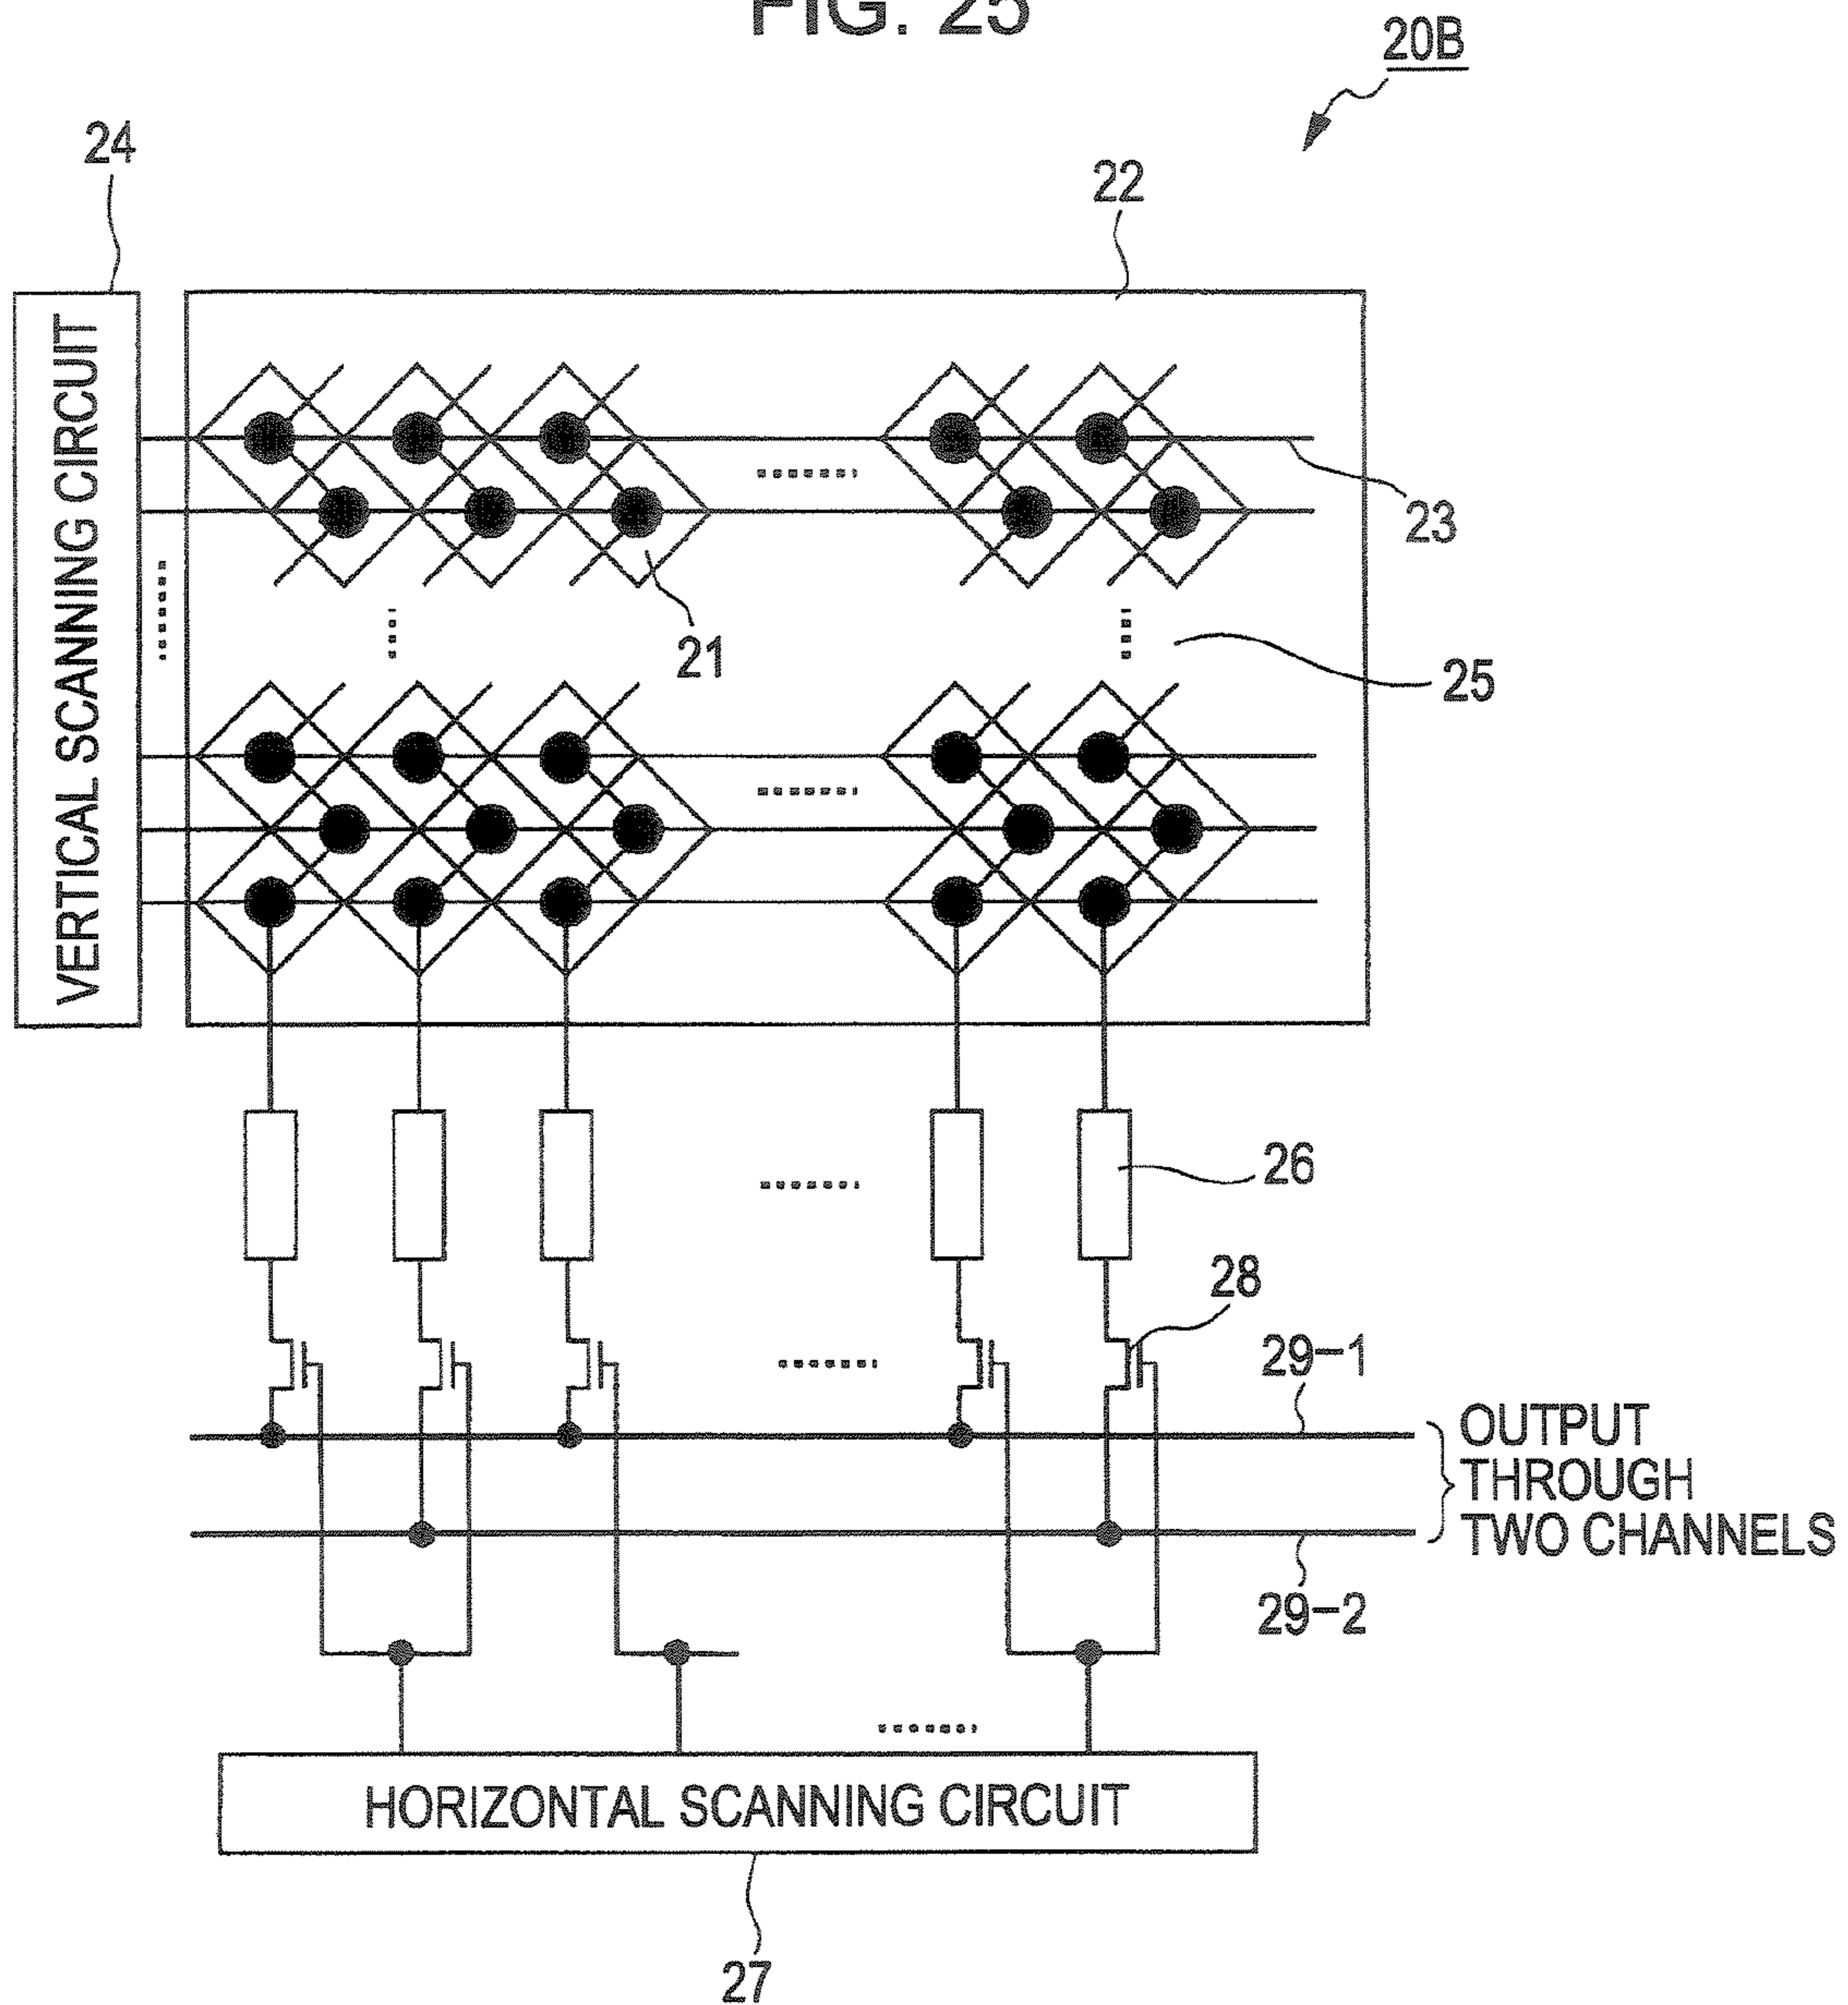 FIG. 25
20B
24
22
VERTICAL SCANNING CIRCUIT
23
21
25
26
28
29-1
OUTPUT
THROUGH
TWO CHANNELS
29-2
HORIZONTAL SCANNING CIRCUIT
27